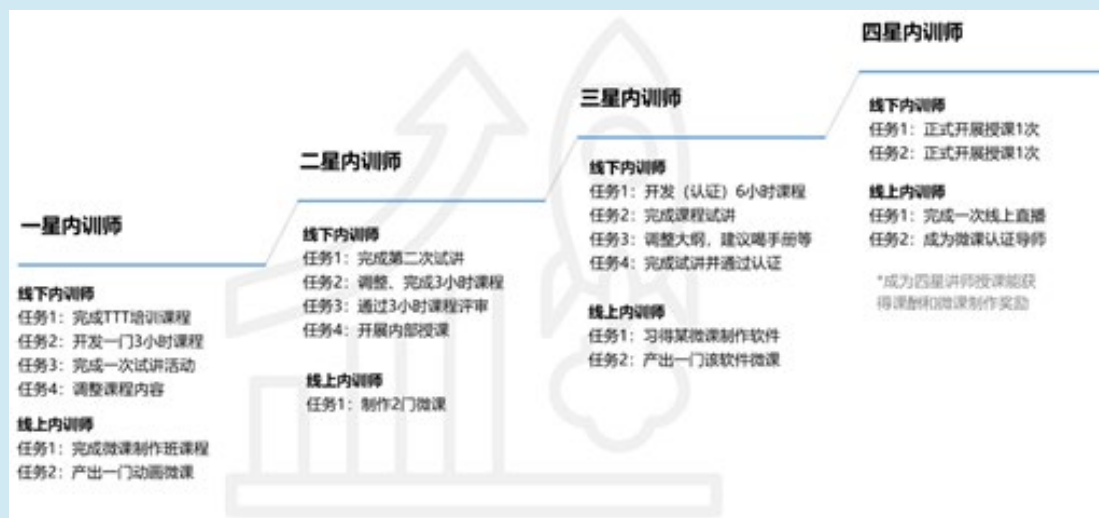 一星内训师
线下内训师
任务1：完成TTT培训课程
任务2：开发一门3小时课程
任务3：完成一次试讲活动
任务4：调整课程内容
线上内训师
任务1：完成微课制作班课程
任务2：产出一门动画微课
二星内训师
线下内训师
任务1：完成第二次试讲
任务2：调整、完成3小时课程
任务3：通过3小时课程评审
任务4：开展内部授课
线上内训师
任务1：制作2门微课
三星内训师
线下内训师
任务1：开发（认证）6小时课程
任务2：完成课程试讲
任务3：调整大纲，建议喝手册等
任务4：完成试讲并通过认证
线上内训师
任务1：习得某微课制作软件
任务2：产出一门该软件微课
四星内训师
线下内训师
任务1：正式开展授课1次
任务2：正式开展授课1次
线上内训师
任务1：完成一次线上直播
任务2：成为微课认证导师
*成为四星讲师授课能获
得课酬和微课制作奖励